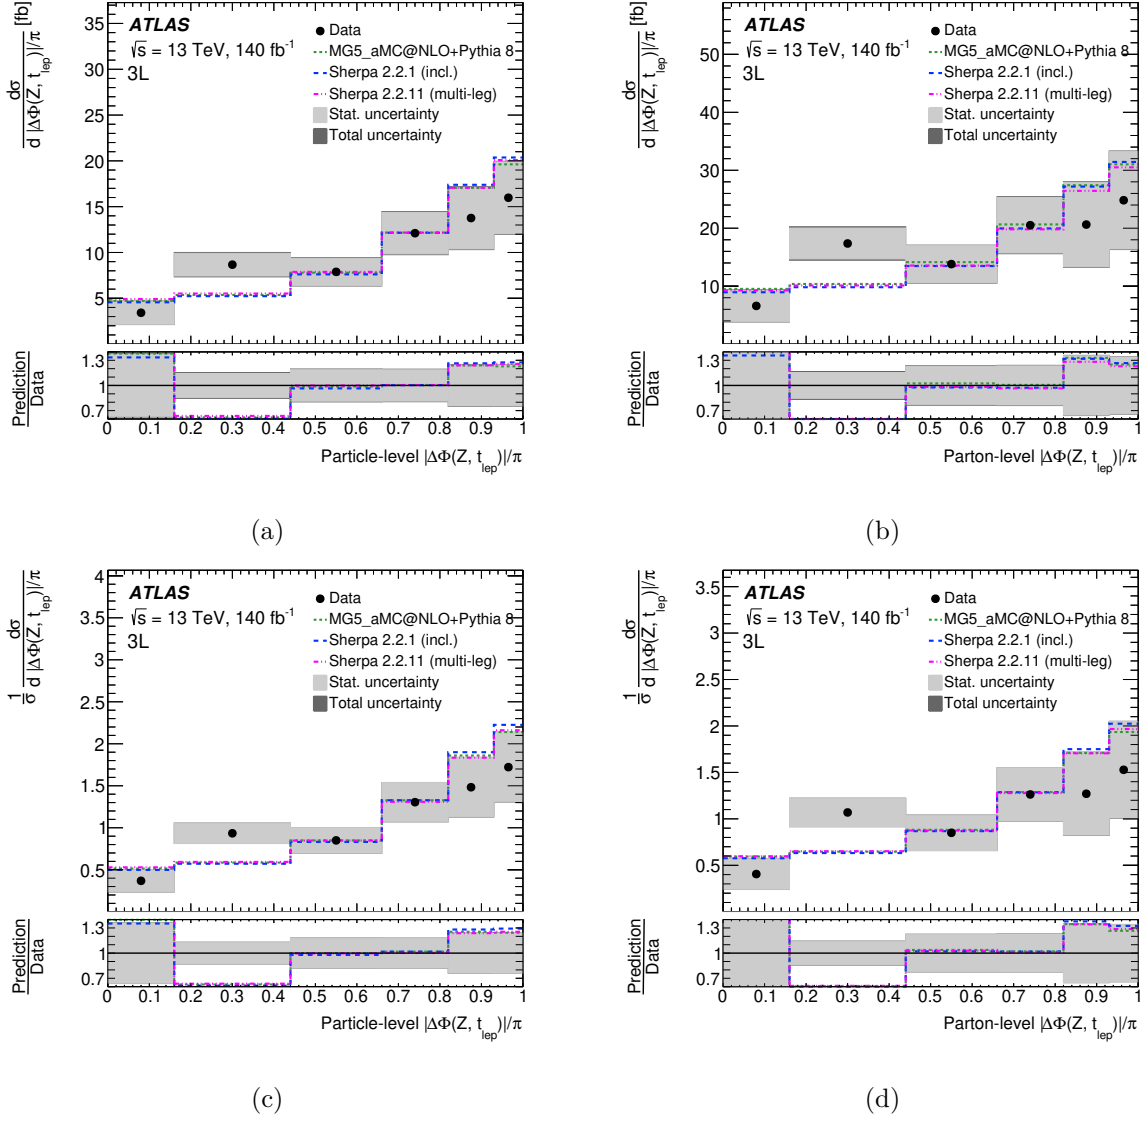 dσ
d |ΔΦ(Z, t_lep)|/π [fb]
35
30
25
20
15
10
5
ATLAS
√s = 13 TeV, 140 fb⁻¹
3L
Data
MG5_aMC@NLO+Pythia 8
Sherpa 2.2.1 (incl.)
Sherpa 2.2.11 (multi-leg)
Stat. uncertainty
Total uncertainty
Prediction
Data
1.3
1
0.7
0 0.1 0.2 0.3 0.4 0.5 0.6 0.7 0.8 0.9 1
Particle-level |ΔΦ(Z, t_lep)|/π
(a)
dσ
d |ΔΦ(Z, t_lep)|/π [fb]
50
40
30
20
10
ATLAS
√s = 13 TeV, 140 fb⁻¹
3L
Data
MG5_aMC@NLO+Pythia 8
Sherpa 2.2.1 (incl.)
Sherpa 2.2.11 (multi-leg)
Stat. uncertainty
Total uncertainty
Prediction
Data
1.3
1
0.7
0 0.1 0.2 0.3 0.4 0.5 0.6 0.7 0.8 0.9 1
Parton-level |ΔΦ(Z, t_lep)|/π
(b)
1 dσ
σ d |ΔΦ(Z, t_lep)|/π
4
3.5
3
2.5
2
1.5
1
0.5
ATLAS
√s = 13 TeV, 140 fb⁻¹
3L
Data
MG5_aMC@NLO+Pythia 8
Sherpa 2.2.1 (incl.)
Sherpa 2.2.11 (multi-leg)
Stat. uncertainty
Total uncertainty
Prediction
Data
1.3
1
0.7
0 0.1 0.2 0.3 0.4 0.5 0.6 0.7 0.8 0.9 1
Particle-level |ΔΦ(Z, t_lep)|/π
(c)
1 dσ
σ d |ΔΦ(Z, t_lep)|/π
3.5
3
2.5
2
1.5
1
0.5
ATLAS
√s = 13 TeV, 140 fb⁻¹
3L
Data
MG5_aMC@NLO+Pythia 8
Sherpa 2.2.1 (incl.)
Sherpa 2.2.11 (multi-leg)
Stat. uncertainty
Total uncertainty
Prediction
Data
1.3
1
0.7
0 0.1 0.2 0.3 0.4 0.5 0.6 0.7 0.8 0.9 1
Parton-level |ΔΦ(Z, t_lep)|/π
(d)